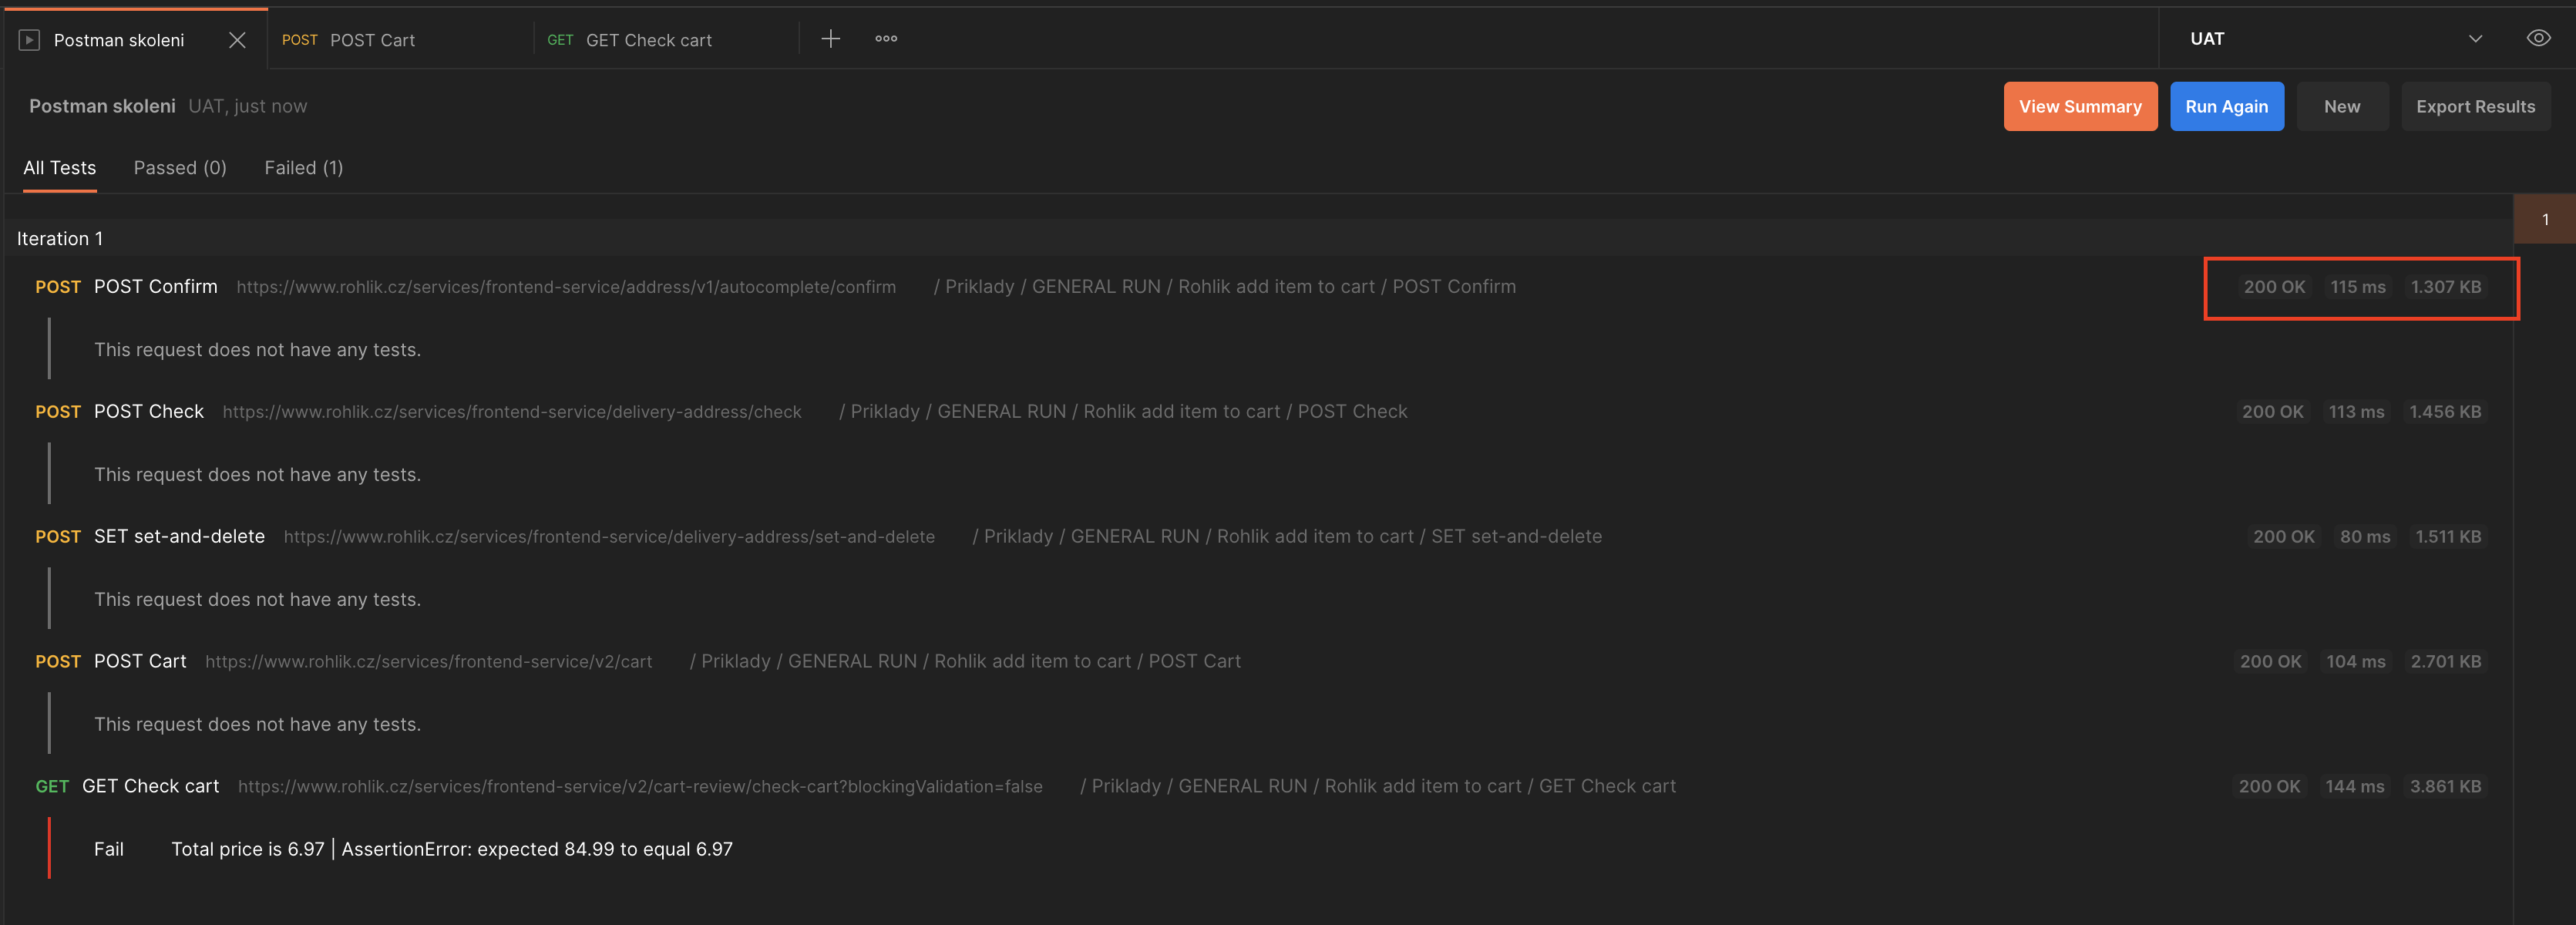 Postman skoleni POST POST Cart GET GET Check cart UAT
Postman skoleni UAT, just now View Summary Run Again New Export Results
All Tests Passed (0) Failed (1)
1
Iteration 1
POST POST Confirm https://www.rohlik.cz/services/frontend-service/address/v1/autocomplete/confirm / Priklady / GENERAL RUN / Rohlik add item to cart / POST Confirm 200 OK 115 ms 1.307 KB
This request does not have any tests.
POST POST Check https://www.rohlik.cz/services/frontend-service/delivery-address/check / Priklady / GENERAL RUN / Rohlik add item to cart / POST Check 200 OK 113 ms 1.456 KB
This request does not have any tests.
POST SET set-and-delete https://www.rohlik.cz/services/frontend-service/delivery-address/set-and-delete / Priklady / GENERAL RUN / Rohlik add item to cart / SET set-and-delete 200 OK 80 ms 1.511 KB
This request does not have any tests.
POST POST Cart https://www.rohlik.cz/services/frontend-service/v2/cart / Priklady / GENERAL RUN / Rohlik add item to cart / POST Cart 200 OK 104 ms 2.701 KB
This request does not have any tests.
GET GET Check cart https://www.rohlik.cz/services/frontend-service/v2/cart-review/check-cart?blockingValidation=false / Priklady / GENERAL RUN / Rohlik add item to cart / GET Check cart 200 OK 144 ms 3.861 KB
Fail Total price is 6.97 | AssertionError: expected 84.99 to equal 6.97